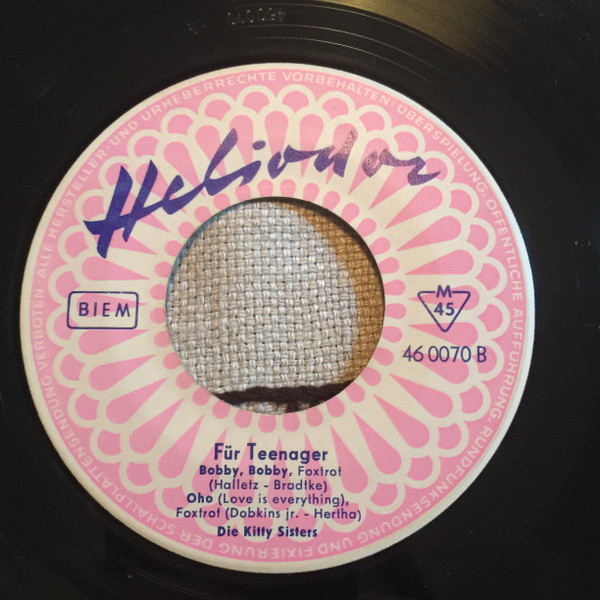 Heliodor
BIEM
M
45
46 0070 B
Für Teenager
Bobby, Bobby, Foxtrot
(Halletz - Bradtke)
Oho (Love is everything),
Foxtrot (Dobkins jr. - Hertha)
Die Kitty Sisters
ALLE HERSTELLER- UND URHEBERRECHTE VORBEHALTEN: ÜBERSPIELUNG, ÖFFENTLICHE AUFFÜHRUNG RUNDFUNKSENDUNG UND FIXIERUNG DER SCHALLPLATTENSENDUNG VERBOTEN ·